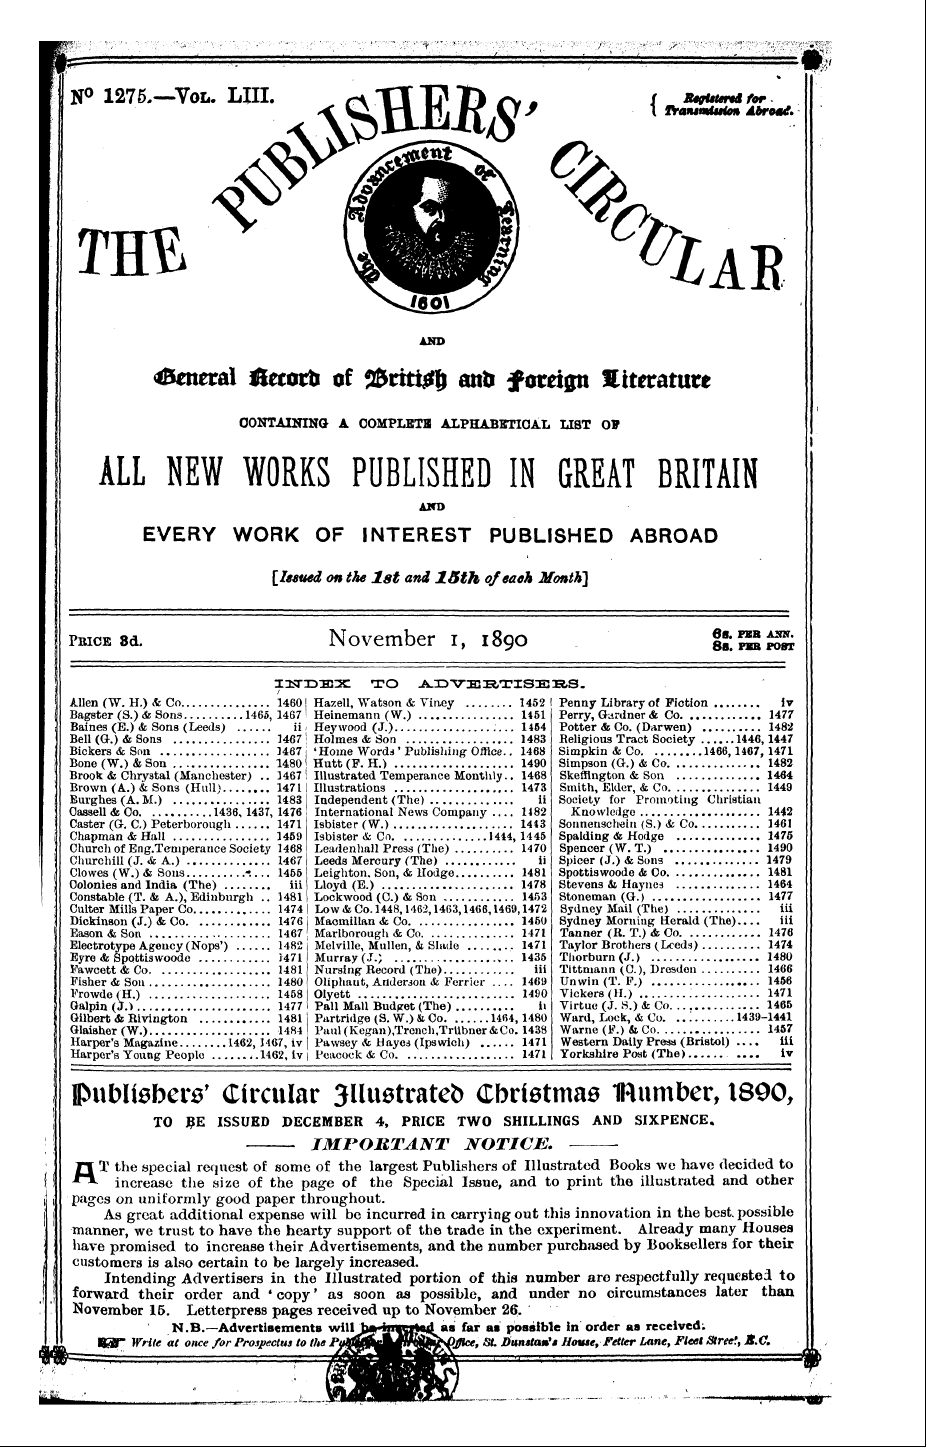 Nº 1275.—VOL. LIII.
{ Registered for
Transmission Abroad.
THE PUBLISHERS' CIRCULAR
The Advancement of Learning
1601
AND
General Record of British and Foreign Literature
CONTAINING A COMPLETE ALPHABETICAL LIST OF
ALL NEW WORKS PUBLISHED IN GREAT BRITAIN
AND
EVERY WORK OF INTEREST PUBLISHED ABROAD
[Issued on the 1st and 15th of each Month]
PRICE 3d.
November 1, 1890
6s. PER ANN.
8s. PER POST
INDEX TO ADVERTISERS.
Allen (W. H.) & Co............... 1460
Bagster (S.) & Sons..........1465, 1467
Baines (E.) & Sons (Leeds) ...... ii
Bell (G.) & Sons ................ 1467
Bickers & Son .................. 1467
Bone (W.) & Son ................ 1480
Brook & Chrystal (Manchester) .. 1467
Brown (A.) & Sons (Hull)........ 1471
Burghes (A. M.) ................ 1483
Cassell & Co. ..........1436, 1437, 1476
Caster (G. C.) Peterborough ...... 1471
Chapman & Hall ................ 1459
Church of Eng.Temperance Society 1468
Churchill (J. & A.) .............. 1467
Clowes (W.) & Sons.............. 1455
Colonies and India (The) ........ iii
Constable (T. & A.), Edinburgh .. 1481
Culter Mills Paper Co............. 1474
Dickinson (J.) & Co. ............ 1476
Eason & Son .................... 1467
Electrotype Agency (Nops') ...... 1482
Eyre & Spottiswoode ............ 1471
Fawcett & Co. .................. 1481
Fisher & Son .................... 1480
Frowde (H.) .................... 1458
Galpin (J.)...................... 1477
Gilbert & Rivington ............ 1481
Glaisher (W.).................... 1484
Harper's Magazine........1462, 1467, iv
Harper's Young People ........1462, iv
Hazell, Watson & Viney ........ 1452
Heinemann (W.) ................ 1451
Heywood (J.).................... 1454
Holmes & Son .................. 1483
'Home Words' Publishing Office.. 1468
Hutt (F. H.) .................... 1490
Illustrated Temperance Monthly.. 1468
Illustrations .................... 1473
Independent (The) .............. ii
International News Company .... 1482
Isbister (W.) .................... 1443
Isbister & Co. ..............1444, 1445
Leadenhall Press (The) .......... 1470
Leeds Mercury (The) ............ ii
Leighton, Son, & Hodge.......... 1481
Lloyd (E.) ...................... 1478
Lockwood (C.) & Son ............ 1453
Low & Co. 1448, 1462, 1463, 1466, 1469, 1472
Macmillan & Co. ................ 1450
Marlborough & Co. .............. 1471
Melville, Mullen, & Slade ........ 1471
Murray (J.) ...................... 1435
Nursing Record (The)............ iii
Oliphant, Anderson & Ferrier .... 1469
Olyett .......................... 1490
Pall Mall Budget (The) .......... ii
Partridge (S. W.) & Co. ......1464, 1480
Paul (Kegan), Trench, Trübner & Co. 1438
Pawsey & Hayes (Ipswich) ...... 1471
Peacock & Co. .................. 1471
Penny Library of Fiction ........ iv
Perry, Gardner & Co. ............ 1477
Potter & Co. (Darwen) .......... 1482
Religious Tract Society ......1446, 1447
Simpkin & Co. ........1466, 1467, 1471
Simpson (G.) & Co. .............. 1482
Skeffington & Son .............. 1464
Smith, Elder, & Co. .............. 1449
Society for Promoting Christian
Knowledge .................... 1442
Sonnenschein (S.) & Co. .......... 1461
Spalding & Hodge .............. 1475
Spencer (W. T.) ................ 1490
Spicer (J.) & Sons .............. 1479
Spottiswoode & Co. .............. 1481
Stevens & Haynes .............. 1464
Stoneman (G.) .................. 1477
Sydney Mail (The) .............. iii
Sydney Morning Herald (The).... iii
Tanner (R. T.) & Co. ............ 1476
Taylor Brothers (Leeds) .......... 1474
Thorburn (J.) .................... 1480
Tittmann (C.), Dresden .......... 1466
Unwin (T. F.) .................. 1456
Vickers (H.) .................... 1471
Virtue (J. S.) & Co. .............. 1465
Ward, Lock, & Co. ..........1439-1441
Warne (F.) & Co. ................ 1457
Western Daily Press (Bristol) .... iii
Yorkshire Post (The)............ iv
Publishers' Circular Illustrated Christmas Number, 1890,
TO BE ISSUED DECEMBER 4, PRICE TWO SHILLINGS AND SIXPENCE.
IMPORTANT NOTICE.
AT the special request of some of the largest Publishers of Illustrated Books we have decided to
increase the size of the page of the Special Issue, and to print the illustrated and other
pages on uniformly good paper throughout.
As great additional expense will be incurred in carrying out this innovation in the best possible
manner, we trust to have the hearty support of the trade in the experiment. Already many Houses
have promised to increase their Advertisements, and the number purchased by Booksellers for their
customers is also certain to be largely increased.
Intending Advertisers in the Illustrated portion of this number are respectfully requested to
forward their order and 'copy' as soon as possible, and under no circumstances later than
November 15. Letterpress pages received up to November 26.
N.B.—Advertisements will be inserted as far as possible in order as received.
Write at once for Prospectus to the Office, St. Dunstan's House, Fetter Lane, Fleet Street, E.C.